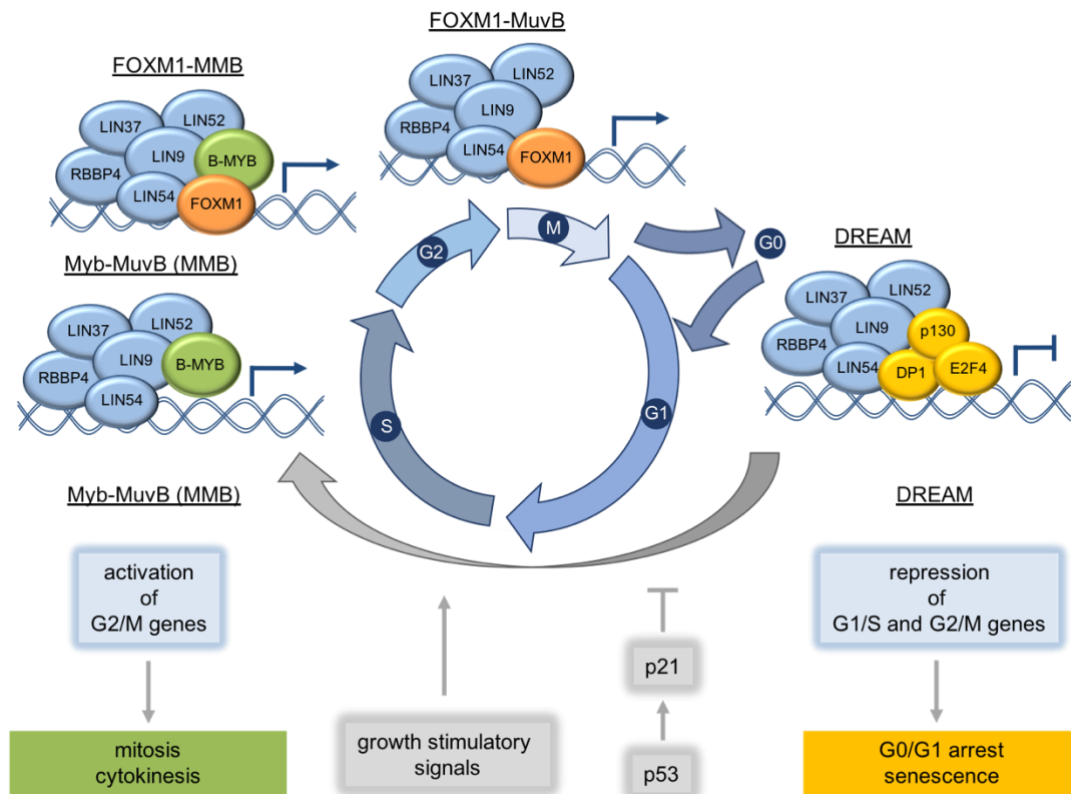 FOXM1-MuvB
LIN37
LIN52
RBBP4
LIN9
LIN54
FOXM1
FOXM1-MMB
LIN37
LIN52
RBBP4
LIN9
B-MYB
LIN54
FOXM1
Myb-MuvB (MMB)
LIN37
LIN52
RBBP4
LIN9
B-MYB
LIN54
G2
M
G0
G1
S
DREAM
LIN37
LIN52
RBBP4
LIN9
p130
LIN54
DP1
E2F4
Myb-MuvB (MMB)
activation
of
G2/M genes
mitosis
cytokinesis
growth stimulatory
signals
p21
p53
DREAM
repression
of
G1/S and G2/M genes
G0/G1 arrest
senescence